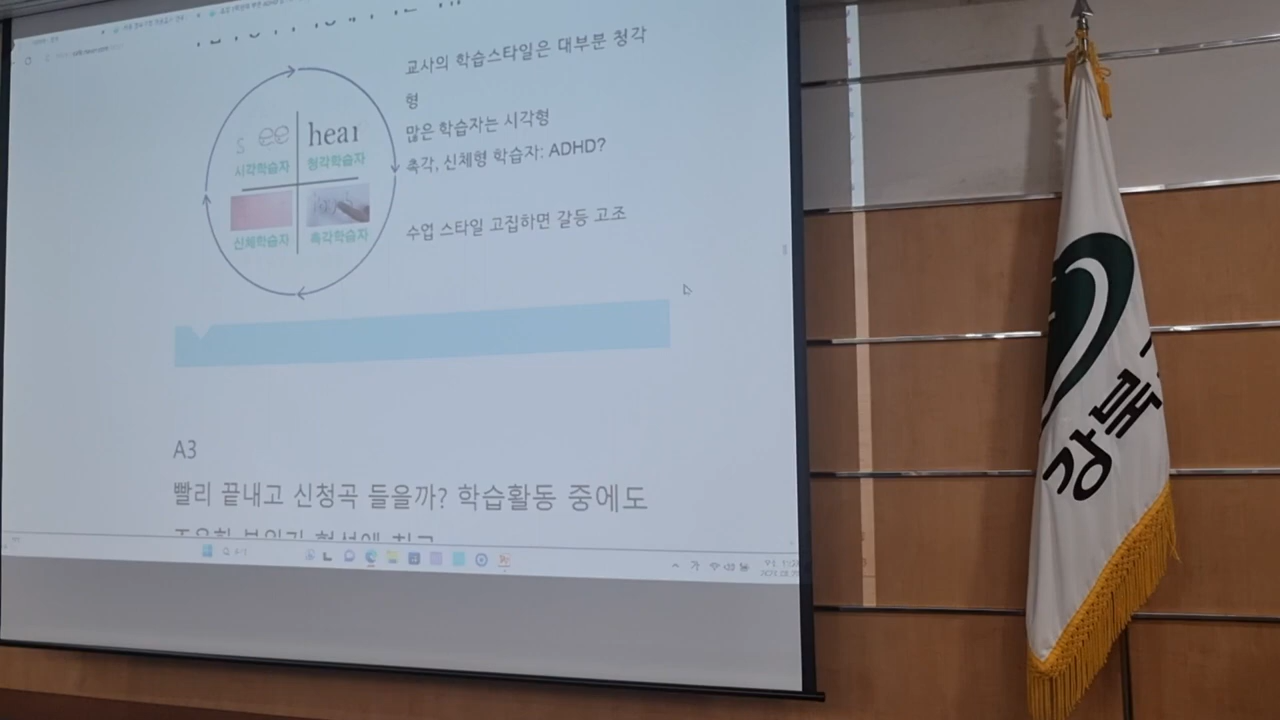 see
hear
시각학습자
청각학습자
신체학습자
촉각학습자
교사의 학습스타일은 대부분 청각
형
많은 학습자는 시각형
촉각, 신체형 학습자: ADHD?
수업 스타일 고집하면 갈등 고조
A3
빨리 끝내고 신청곡 들을까? 학습활동 중에도
강북